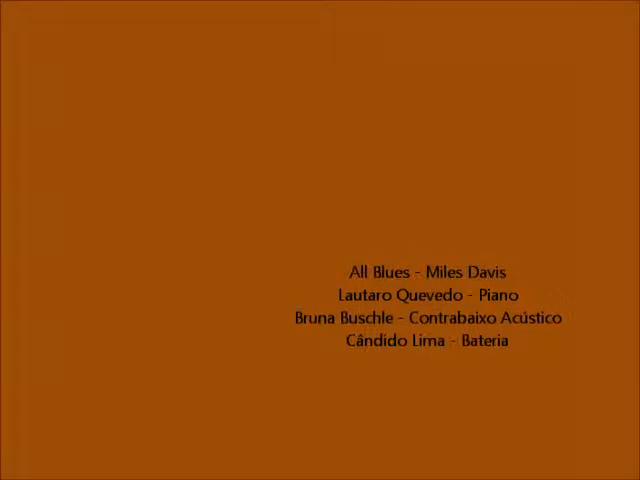 All Blues - Miles Davis
Lautaro Quevedo - Piano
Bruna Buschle - Contrabaixo Acústico
Cândido Lima - Bateria